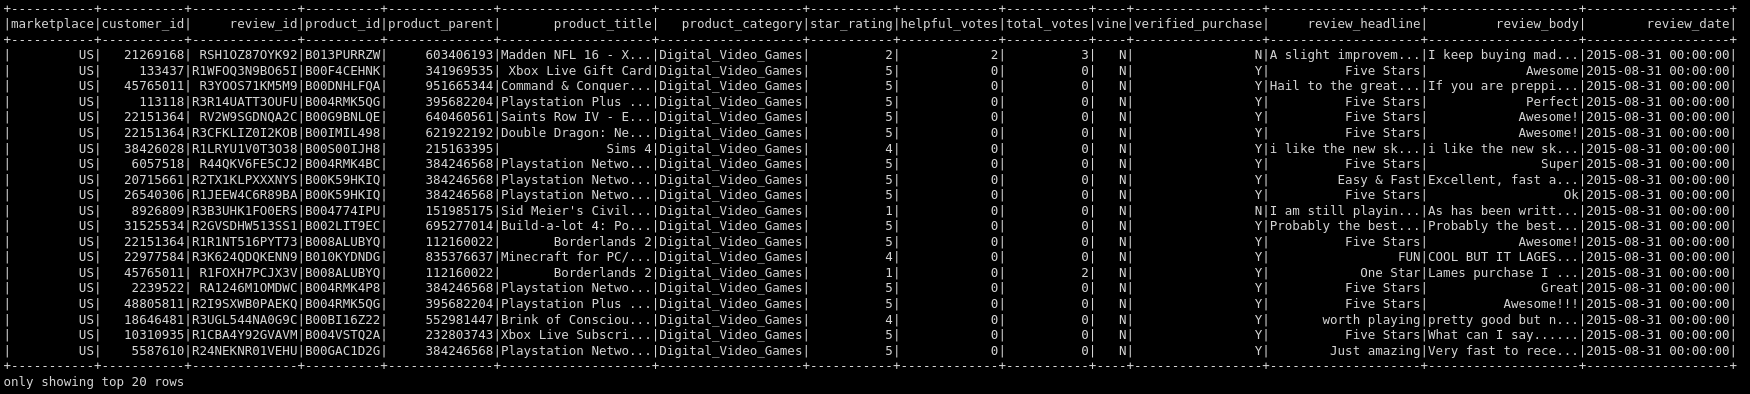 +-----------+-----------+--------------+----------+--------------+--------------------+-------------------+-----------+-------------+-----------+----+-----------------+--------------------+--------------------+-------------------+
|marketplace|customer_id|     review_id|product_id|product_parent|       product_title|   product_category|star_rating|helpful_votes|total_votes|vine|verified_purchase|     review_headline|         review_body|        review_date|
+-----------+-----------+--------------+----------+--------------+--------------------+-------------------+-----------+-------------+-----------+----+-----------------+--------------------+--------------------+-------------------+
|         US|   21269168| RSH1OZ87OYK92|B013PURRZW|     603406193|Madden NFL 16 - X...|Digital_Video_Games|          2|            2|          3|   N|                N|A slight improvem...|I keep buying mad...|2015-08-31 00:00:00|
|         US|     133437|R1WFOQ3N9BO65I|B00F4CEHNK|     341969535| Xbox Live Gift Card|Digital_Video_Games|          5|            0|          0|   N|                Y|          Five Stars|             Awesome|2015-08-31 00:00:00|
|         US|   45765011| R3YOOS71KM5M9|B00DNHLFQA|     951665344|Command & Conquer...|Digital_Video_Games|          5|            0|          0|   N|                Y|Hail to the great...|If you are preppi...|2015-08-31 00:00:00|
|         US|     113118|R3R14UATT3OUFU|B004RMK5QG|     395682204|Playstation Plus ...|Digital_Video_Games|          5|            0|          0|   N|                Y|          Five Stars|             Perfect|2015-08-31 00:00:00|
|         US|   22151364| RV2W9SGDNQA2C|B00G9BNLQE|     640460561|Saints Row IV - E...|Digital_Video_Games|          5|            0|          0|   N|                Y|          Five Stars|            Awesome!|2015-08-31 00:00:00|
|         US|   22151364|R3CFKLIZ0I2KOB|B00IMIL498|     621922192|Double Dragon: Ne...|Digital_Video_Games|          5|            0|          0|   N|                Y|          Five Stars|            Awesome!|2015-08-31 00:00:00|
|         US|   38426028|R1LRYU1V0T3O38|B00S00IJH8|     215163395|              Sims 4|Digital_Video_Games|          4|            0|          0|   N|                Y|i like the new sk...|i like the new sk...|2015-08-31 00:00:00|
|         US|    6057518| R44QKV6FE5CJ2|B004RMK4BC|     384246568|Playstation Netwo...|Digital_Video_Games|          5|            0|          0|   N|                Y|          Five Stars|               Super|2015-08-31 00:00:00|
|         US|   20715661|R2TX1KLPXXXNYS|B00K59HKIQ|     384246568|Playstation Netwo...|Digital_Video_Games|          5|            0|          0|   N|                Y|         Easy & Fast|Excellent, fast a...|2015-08-31 00:00:00|
|         US|   26540306|R1JEEW4C6R89BA|B00K59HKIQ|     384246568|Playstation Netwo...|Digital_Video_Games|          5|            0|          0|   N|                Y|          Five Stars|                  Ok|2015-08-31 00:00:00|
|         US|    8926809|R3B3UHK1FO0ERS|B004774IPU|     151985175|Sid Meier's Civil...|Digital_Video_Games|          1|            0|          0|   N|                N|I am still playin...|As has been writt...|2015-08-31 00:00:00|
|         US|   31525534|R2GVSDHW513SS1|B002LIT9EC|     695277014|Build-a-lot 4: Po...|Digital_Video_Games|          5|            0|          0|   N|                Y|Probably the best...|Probably the best...|2015-08-31 00:00:00|
|         US|   22151364|R1R1NT516PYT73|B008ALUBYQ|     112160022|       Borderlands 2|Digital_Video_Games|          5|            0|          0|   N|                Y|          Five Stars|            Awesome!|2015-08-31 00:00:00|
|         US|   22977584|R3K624QDQKENN9|B010KYDNDG|     835376637|Minecraft for PC/...|Digital_Video_Games|          4|            0|          0|   N|                Y|                 FUN|COOL BUT IT LAGES...|2015-08-31 00:00:00|
|         US|   45765011| R1FOXH7PCJX3V|B008ALUBYQ|     112160022|       Borderlands 2|Digital_Video_Games|          1|            0|          2|   N|                Y|            One Star|Lames purchase I ...|2015-08-31 00:00:00|
|         US|    2239522| RA1246M1OMDWC|B004RMK4P8|     384246568|Playstation Netwo...|Digital_Video_Games|          5|            0|          0|   N|                Y|          Five Stars|               Great|2015-08-31 00:00:00|
|         US|   48805811|R2I9SXWB0PAEKQ|B004RMK5QG|     395682204|Playstation Plus ...|Digital_Video_Games|          5|            0|          0|   N|                Y|          Five Stars|          Awesome!!!|2015-08-31 00:00:00|
|         US|   18646481|R3UGL544NA0G9C|B00BI16Z22|     552981447|Brink of Consciou...|Digital_Video_Games|          4|            0|          0|   N|                Y|       worth playing|pretty good but n...|2015-08-31 00:00:00|
|         US|   10310935|R1CBA4Y92GVAVM|B004VSTQ2A|     232803743|Xbox Live Subscri...|Digital_Video_Games|          5|            0|          0|   N|                Y|          Five Stars|What can I say......|2015-08-31 00:00:00|
|         US|    5587610|R24NEKNR01VEHU|B00GAC1D2G|     384246568|Playstation Netwo...|Digital_Video_Games|          5|            0|          0|   N|                Y|        Just amazing|Very fast to rece...|2015-08-31 00:00:00|
+-----------+-----------+--------------+----------+--------------+--------------------+-------------------+-----------+-------------+-----------+----+-----------------+--------------------+--------------------+-------------------+
only showing top 20 rows